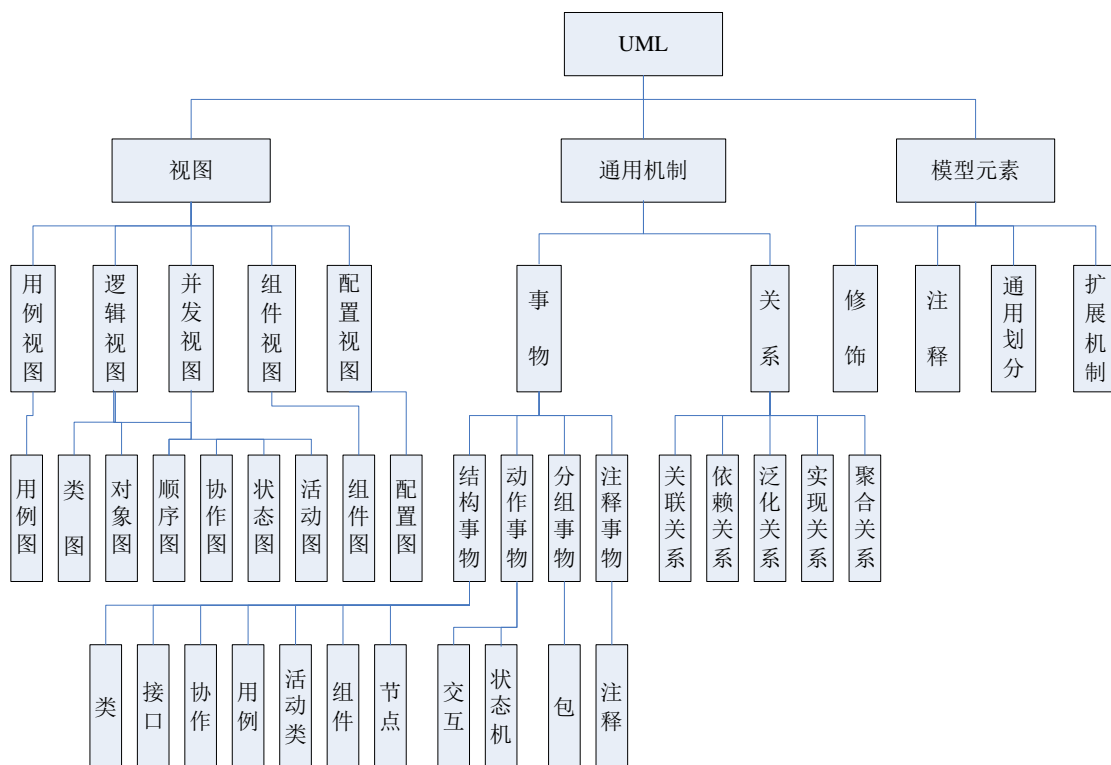 UML
视图
通用机制
模型元素
用例视图
逻辑视图
并发视图
组件视图
配置视图
事物
关系
修饰
注释
通用划分
扩展机制
用例图
类图
对象图
顺序图
协作图
状态图
活动图
组件图
配置图
结构事物
动作事物
分组事物
注释事物
关联关系
依赖关系
泛化关系
实现关系
聚合关系
类
接口
协作
用例
活动类
组件
节点
交互
状态机
包
注释